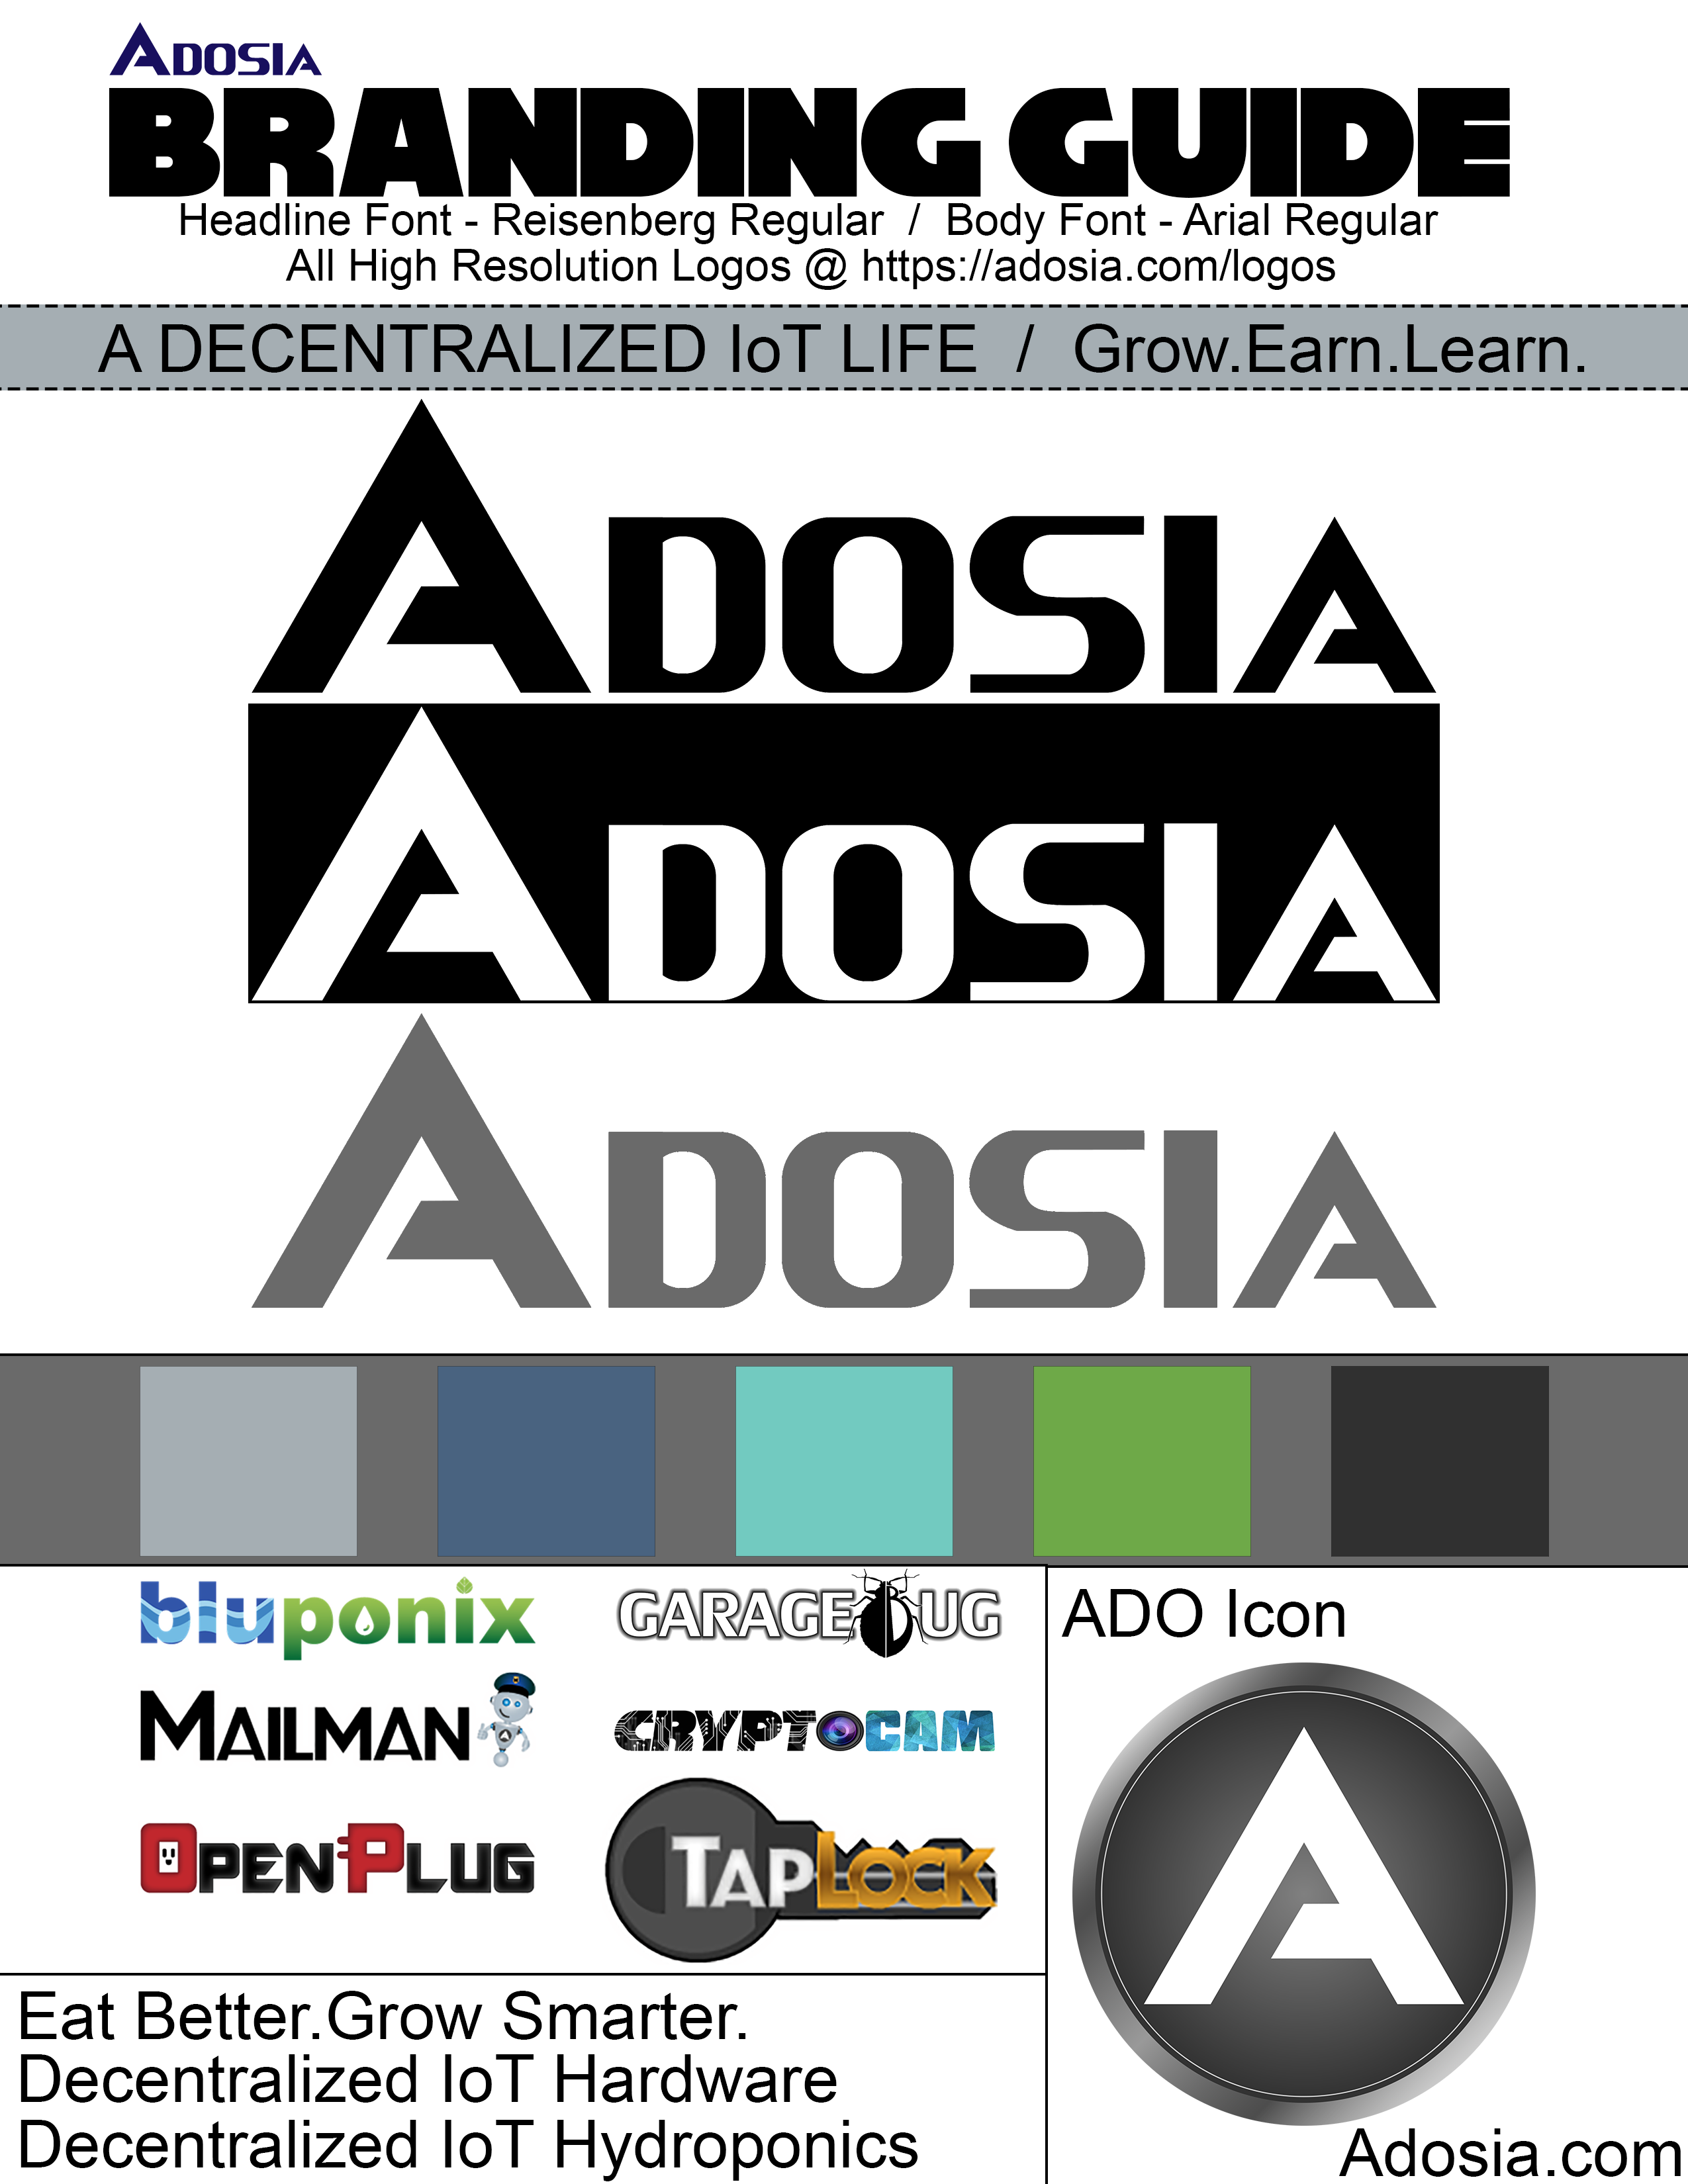 ADOSIA
BRANDING GUIDE
Headline Font - Reisenberg Regular / Body Font - Arial Regular
All High Resolution Logos @ https://adosia.com/logos
A DECENTRALIZED IoT LIFE / Grow.Earn.Learn.
ADOSIA
ADOSIA
ADOSIA
bluponix
GARAGEBUG
MAILMAN
CRYPTOCAM
OPENPLUG
TAPLOCK
ADO Icon
Eat Better.Grow Smarter.
Decentralized IoT Hardware
Decentralized IoT Hydroponics
Adosia.com